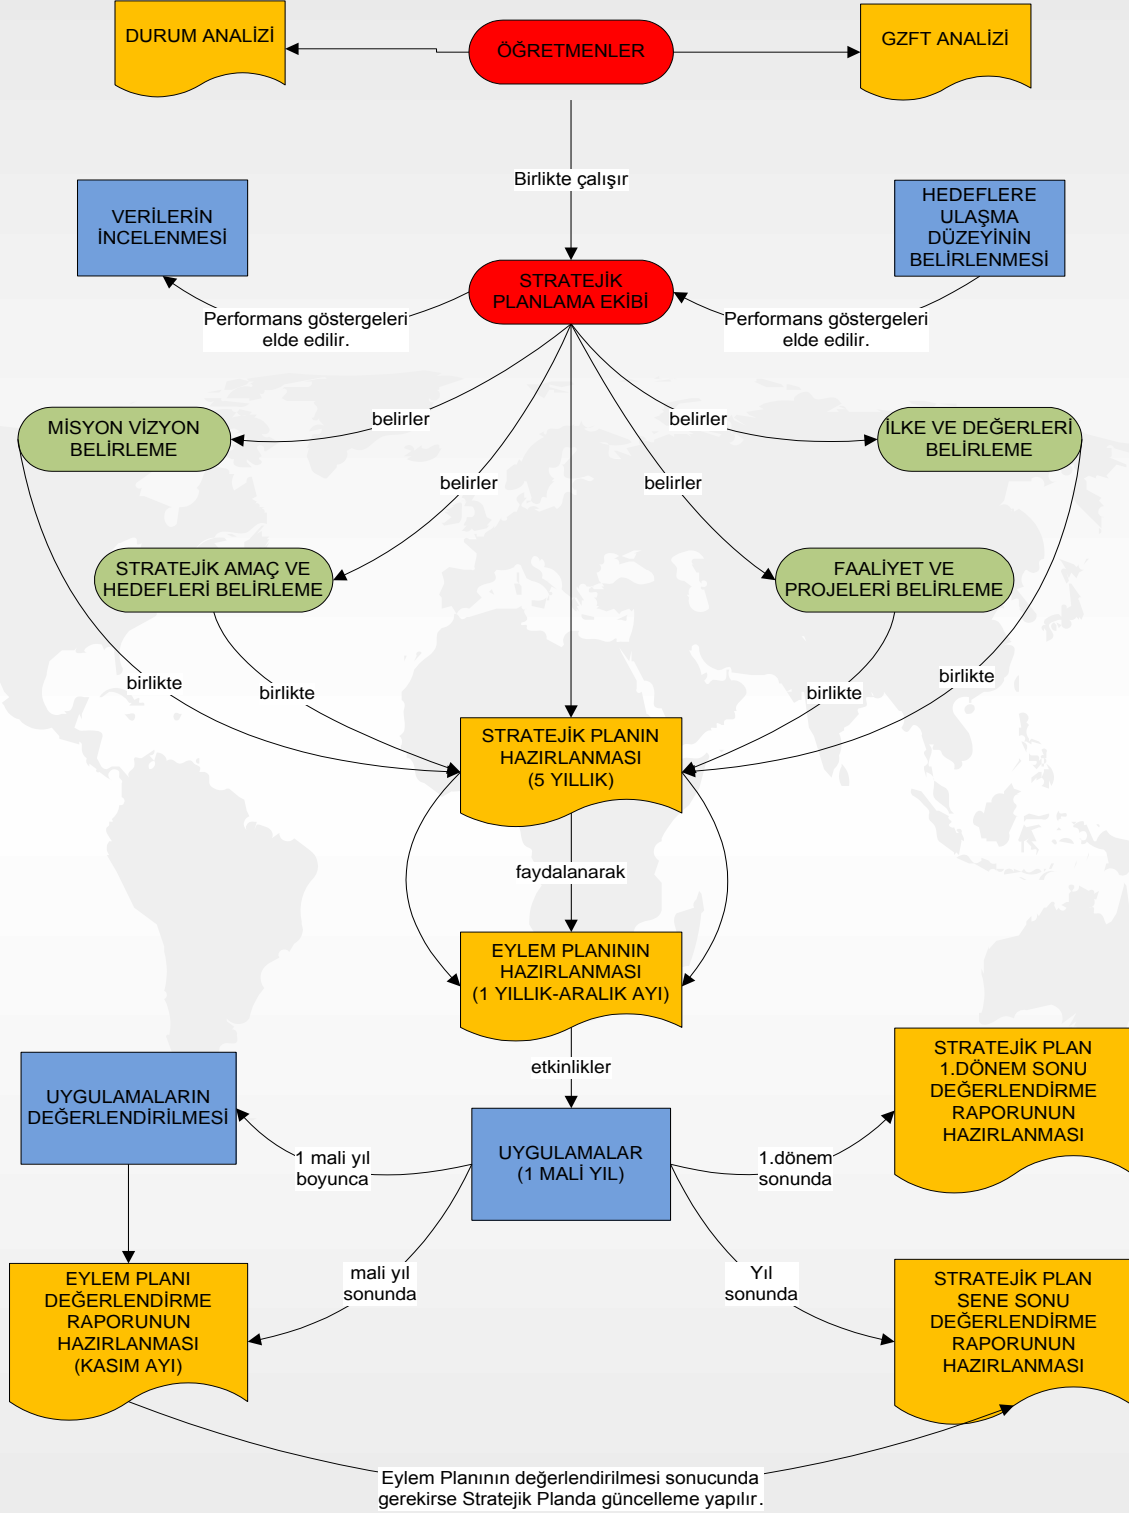 DURUM ANALİZİ
ÖĞRETMENLER
GZFT ANALİZİ
Birlikte çalışır
VERİLERİN
İNCELENMESİ
HEDEFLERE
ULAŞMA
DÜZEYİNİN
BELİRLENMESİ
STRATEJİK
PLANLAMA EKİBİ
Performans göstergeleri
elde edilir.
Performans göstergeleri
elde edilir.
belirler
belirler
MİSYON VİZYON
BELİRLEME
İLKE VE DEĞERLERİ
BELİRLEME
belirler
belirler
STRATEJİK AMAÇ VE
HEDEFLERİ BELİRLEME
FAALİYET VE
PROJELERİ BELİRLEME
birlikte
birlikte
birlikte
birlikte
STRATEJİK PLANIN
HAZIRLANMASI
(5 YILLIK)
faydalanarak
EYLEM PLANININ
HAZIRLANMASI
(1 YILLIK-ARALIK AYI)
etkinlikler
STRATEJİK PLAN
1.DÖNEM SONU
DEĞERLENDİRME
RAPORUNUN
HAZIRLANMASI
UYGULAMALARIN
DEĞERLENDİRİLMESİ
UYGULAMALAR
(1 MALİ YIL)
1 mali yıl
boyunca
1.dönem
sonunda
mali yıl
sonunda
Yıl
sonunda
EYLEM PLANI
DEĞERLENDİRME
RAPORUNUN
HAZIRLANMASI
(KASIM AYI)
STRATEJİK PLAN
SENE SONU
DEĞERLENDİRME
RAPORUNUN
HAZIRLANMASI
Eylem Planının değerlendirilmesi sonucunda
gerekirse Stratejik Planda güncelleme yapılır.